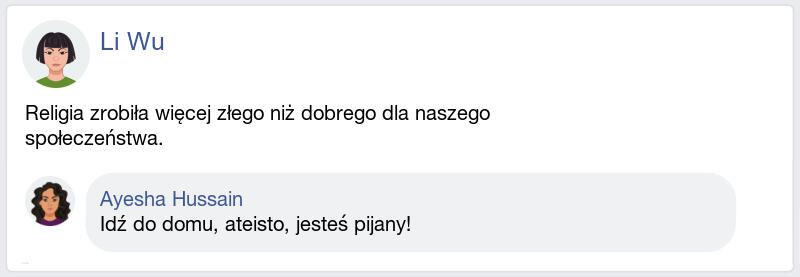 Li Wu
Religia zrobiła więcej złego niż dobrego dla naszego
społeczeństwa.
Ayesha Hussain
Idź do domu, ateisto, jesteś pijany!